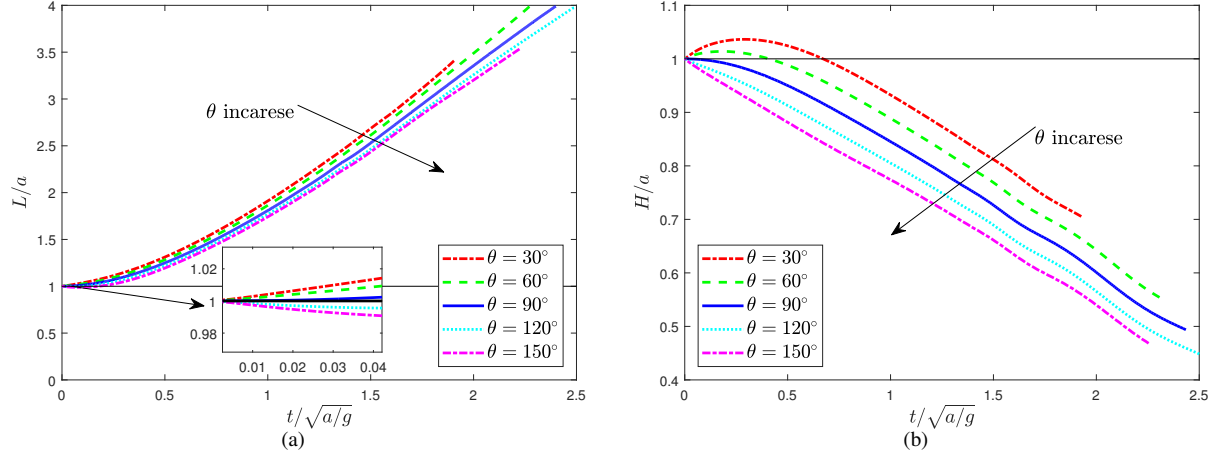 4
3.5
3
2.5
2
1.5
1
0.5
0
L/a
θ incarese
1.02
1
0.98
0.01 0.02 0.03 0.04
θ = 30°
θ = 60°
θ = 90°
θ = 120°
θ = 150°
0 0.5 1 1.5 2 2.5
t/√a/g
(a)
1.1
1
0.9
0.8
0.7
0.6
0.5
0.4
H/a
θ incarese
θ = 30°
θ = 60°
θ = 90°
θ = 120°
θ = 150°
0 0.5 1 1.5 2 2.5
t/√a/g
(b)